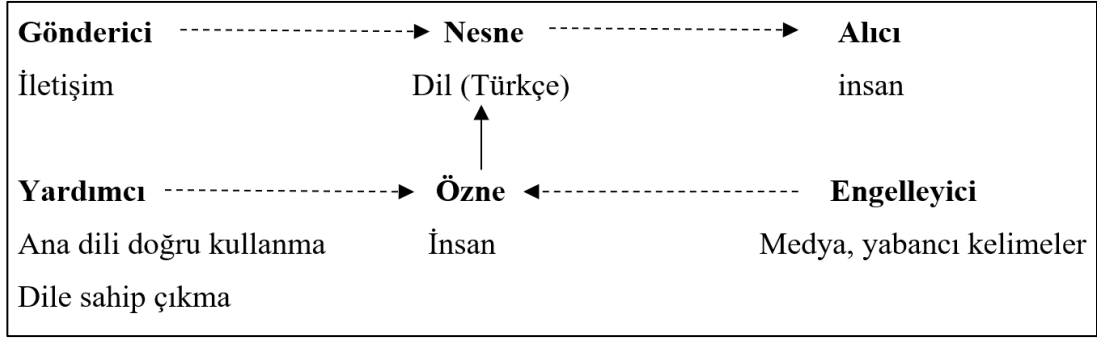 Gönderici Nesne Alıcı
İletişim Dil (Türkçe) insan
Yardımcı Özne Engelleyici
Ana dili doğru kullanma İnsan Medya, yabancı kelimeler
Dile sahip çıkma